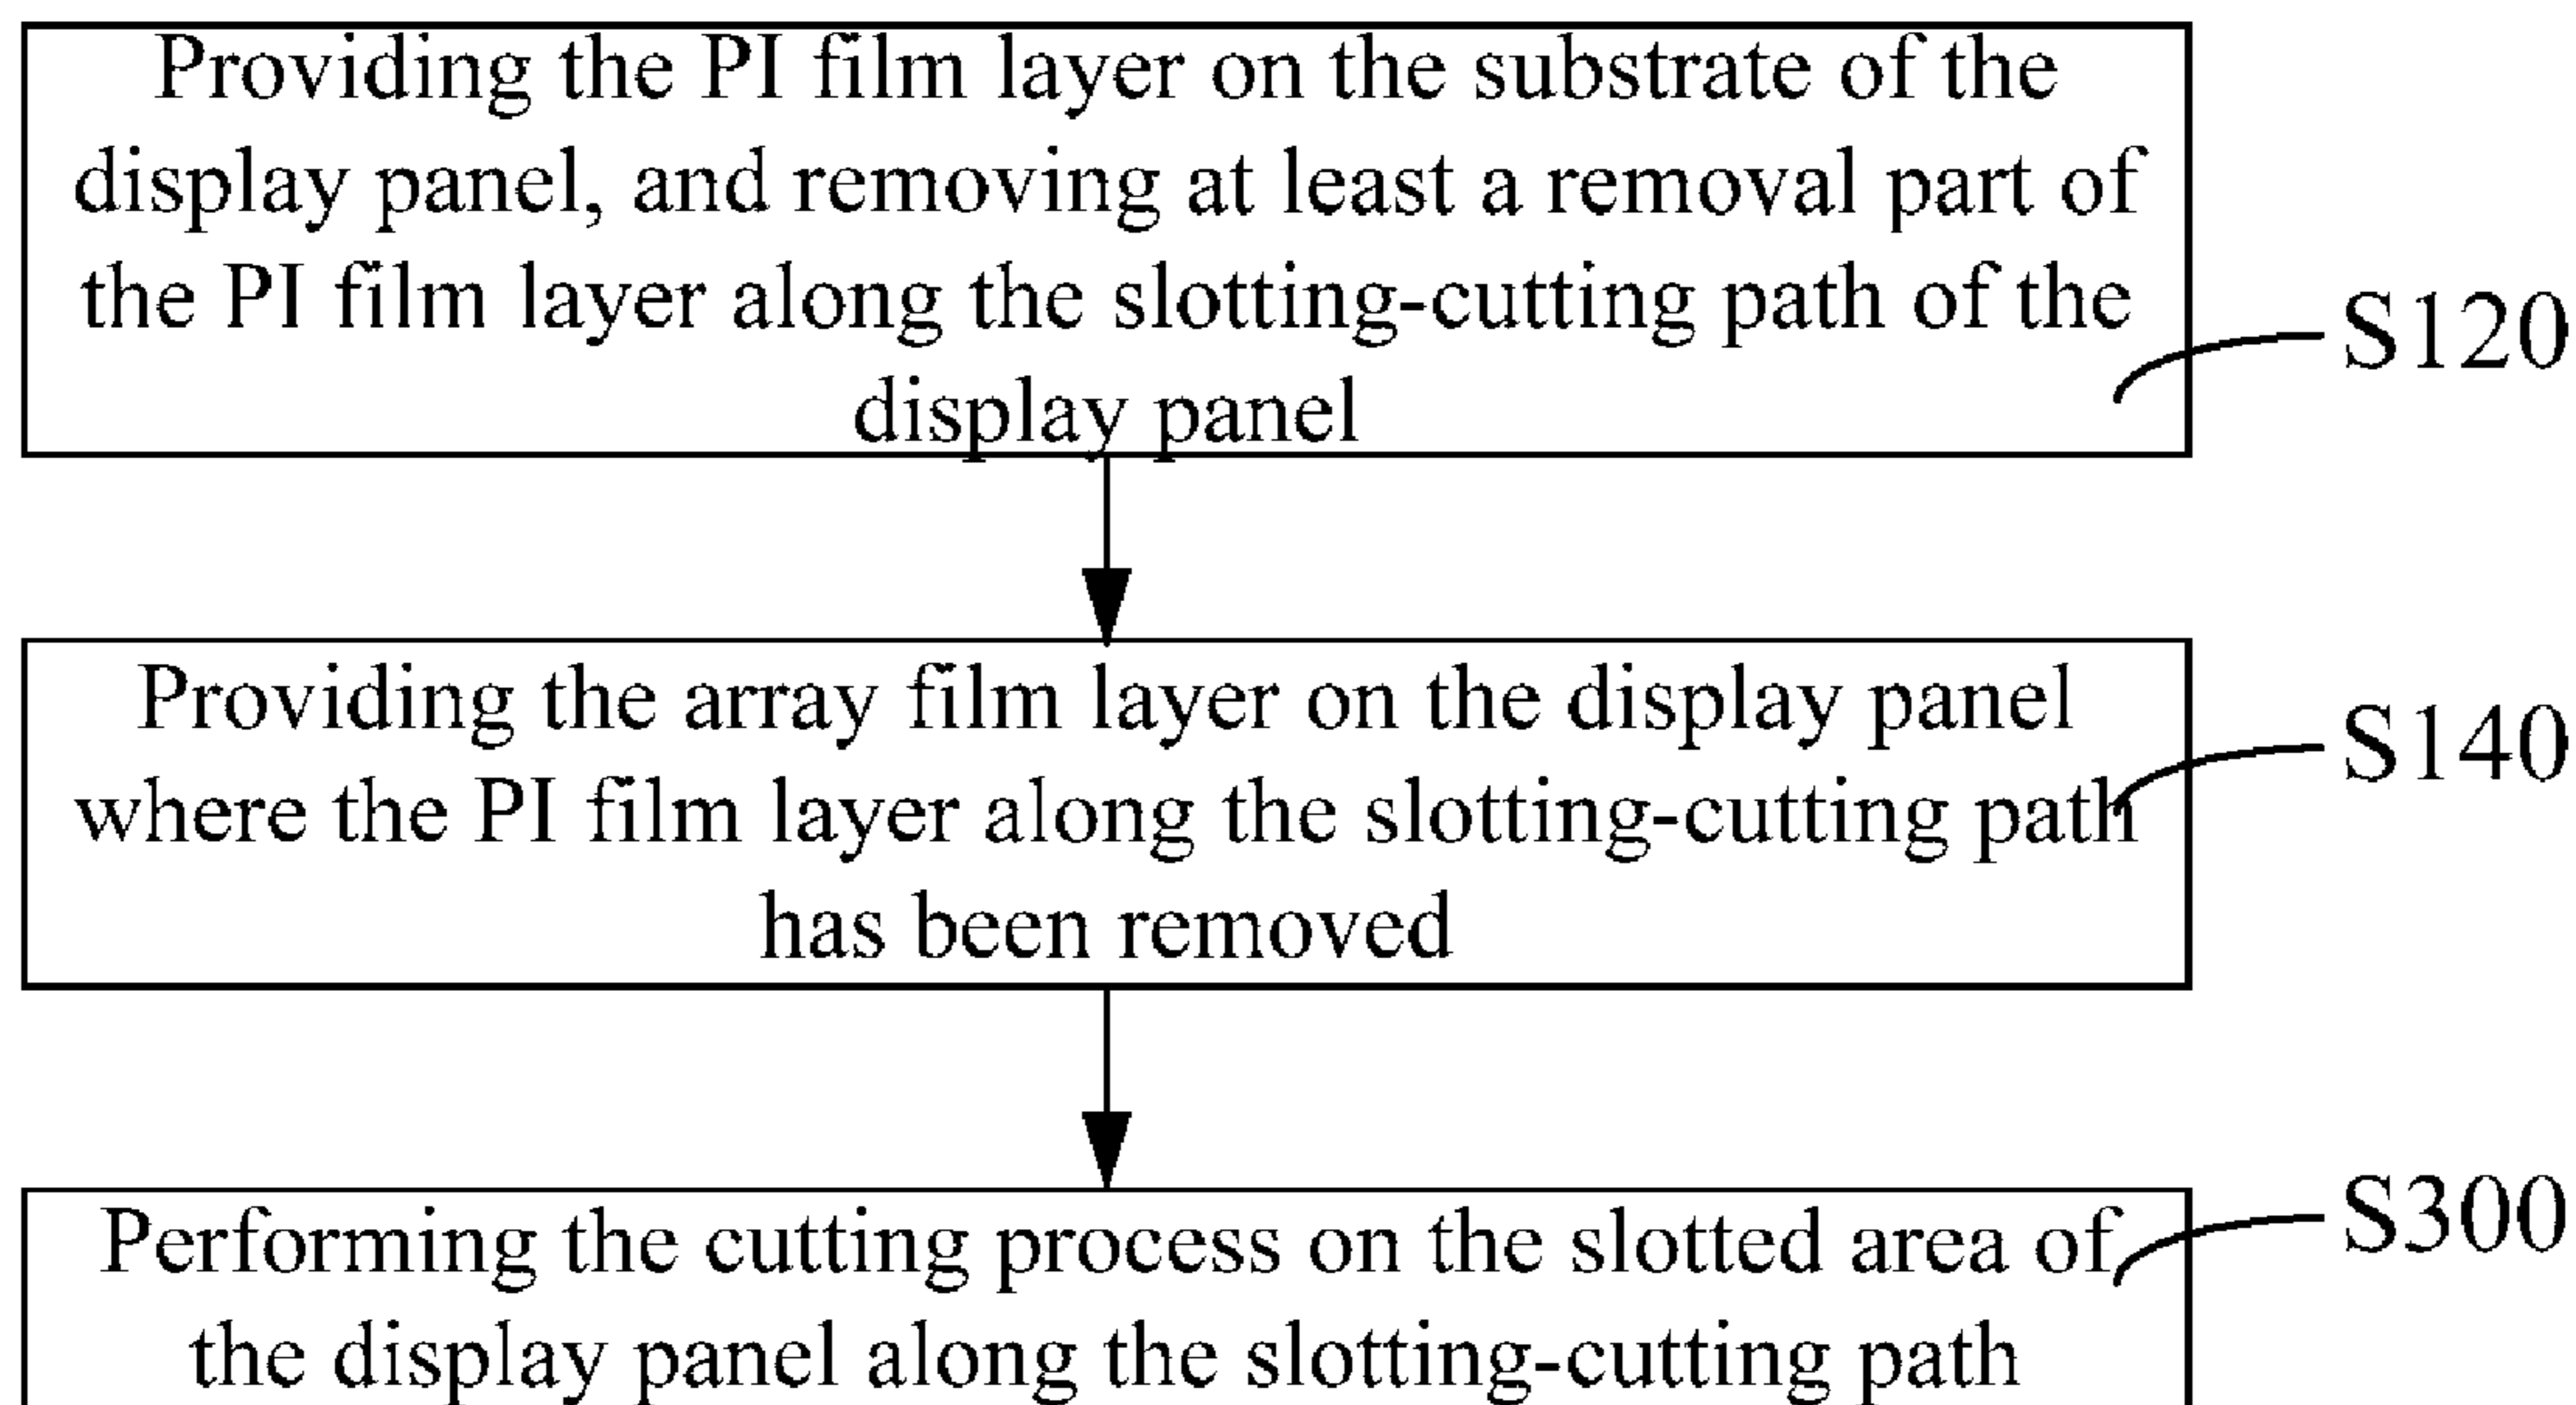 Providing the PI film layer on the substrate of the
display panel, and removing at least a removal part of
the PI film layer along the slotting-cutting path of the
display panel
S120
Providing the array film layer on the display panel
where the PI film layer along the slotting-cutting path
has been removed
S140
Performing the cutting process on the slotted area of
the display panel along the slotting-cutting path
S300